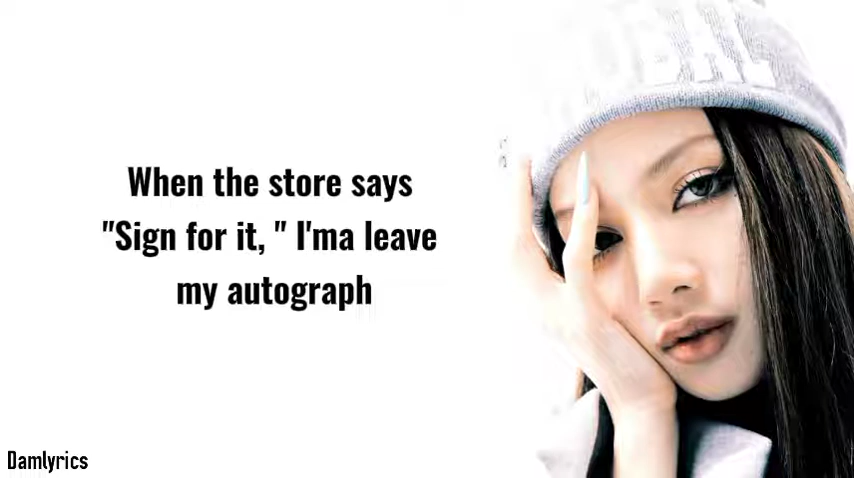 When the store says
"Sign for it, " I'ma leave
my autograph
Damlyrics